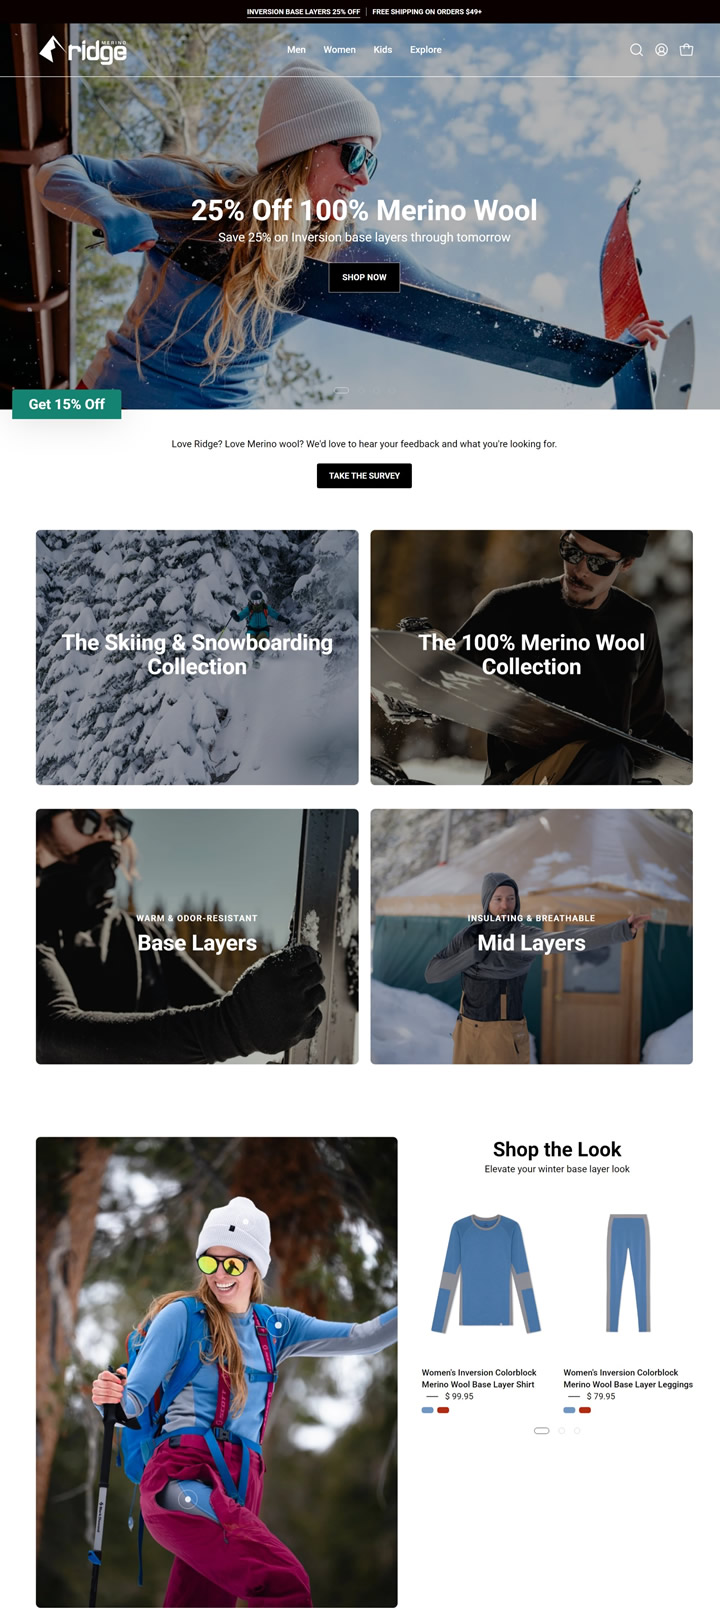 INVERSION BASE LAYERS 25% OFF | FREE SHIPPING ON ORDERS $49+
MERINO
ridge
Men Women Kids Explore
25% Off 100% Merino Wool
Save 25% on Inversion base layers through tomorrow
SHOP NOW
Get 15% Off
Love Ridge? Love Merino wool? We'd love to hear your feedback and what you're looking for.
TAKE THE SURVEY
The Skiing & Snowboarding
Collection
The 100% Merino Wool
Collection
WARM & ODOR-RESISTANT
Base Layers
INSULATING & BREATHABLE
Mid Layers
Shop the Look
Elevate your winter base layer look
Women's Inversion Colorblock
Merino Wool Base Layer Shirt
— $ 99.95
Women's Inversion Colorblock
Merino Wool Base Layer Leggings
— $ 79.95
SCOTT